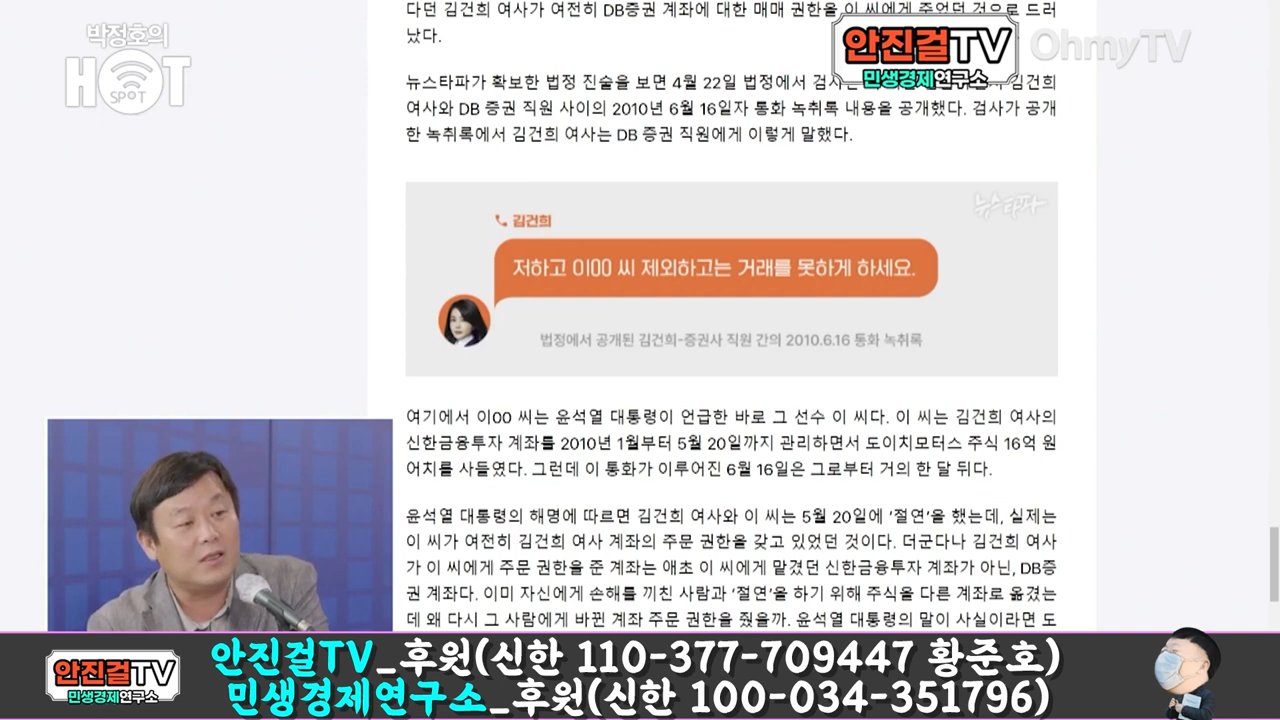 다던 김건희 여사가 여전히 DB증권 계좌에 대한 매매 권한을 이 씨에게 주었던 것으로 드러
났다.
박정호의
HOT
SPOT
안진걸TV
민생경제연구소
OhmyTV
뉴스타파가 확보한 법정 진술을 보면 4월 22일 법정에서 검사는 김건희
여사와 DB 증권 직원 사이의 2010년 6월 16일자 통화 녹취록 내용을 공개했다. 검사가 공개
한 녹취록에서 김건희 여사는 DB 증권 직원에게 이렇게 말했다.
뉴스타파
김건희
저하고 이00 씨 제외하고는 거래를 못하게 하세요.
법정에서 공개된 김건희-증권사 직원 간의 2010.6.16 통화 녹취록
여기에서 이00 씨는 윤석열 대통령이 언급한 바로 그 선수 이 씨다. 이 씨는 김건희 여사의
신한금융투자 계좌를 2010년 1월부터 5월 20일까지 관리하면서 도이치모터스 주식 16억 원
어치를 사들였다. 그런데 이 통화가 이루어진 6월 16일은 그로부터 거의 한 달 뒤다.
윤석열 대통령의 해명에 따르면 김건희 여사와 이 씨는 5월 20일에 '절연'을 했는데, 실제는
이 씨가 여전히 김건희 여사 계좌의 주문 권한을 갖고 있었던 것이다. 더군다나 김건희 여사
가 이 씨에게 주문 권한을 준 계좌는 애초 이 씨에게 맡겼던 신한금융투자 계좌가 아닌, DB증
권 계좌다. 이미 자신에게 손해를 끼친 사람과 '절연'을 하기 위해 주식을 다른 계좌로 옮겼는
데 왜 다시 그 사람에게 바뀐 계좌 주문 권한을 줬을까. 윤석열 대통령의 말이 사실이라면 도
안진걸TV
민생경제연구소
안진걸TV_후원(신한 110-377-709447 황준호)
민생경제연구소_후원(신한 100-034-351796)